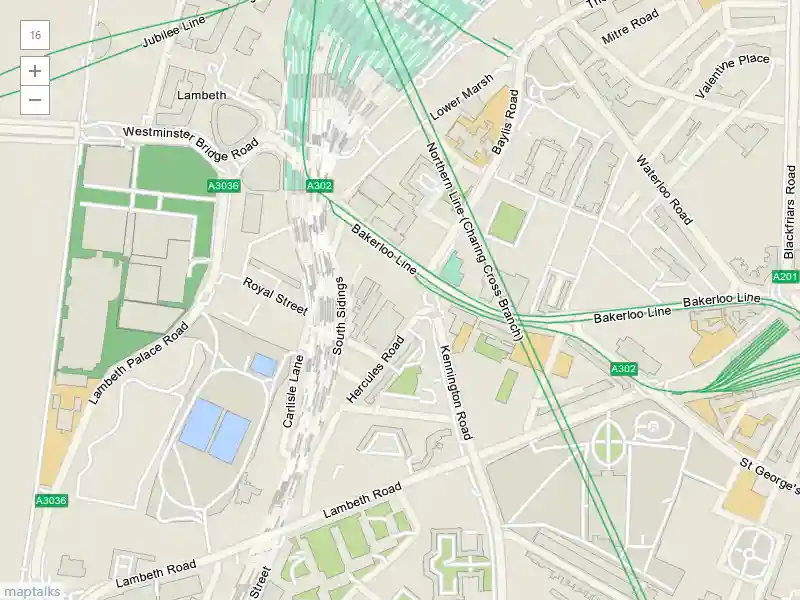 16
+
−
Jubilee Line
The
Mitre Road
Valentine Place
Lambeth
Lower Marsh
Westminster Bridge Road
Baylis Road
Northern Line (Charing Cross Branch)
Waterloo Road
Blackfriars Road
A3036
A302
Bakerloo Line
A201
Royal Street
South Sidings
Bakerloo Line
Bakerloo Line
Lambeth Palace Road
Hercules Road
Carlisle Lane
Kennington Road
A302
St George's
A3036
Lambeth Road
Lambeth Road
Street
maptalks